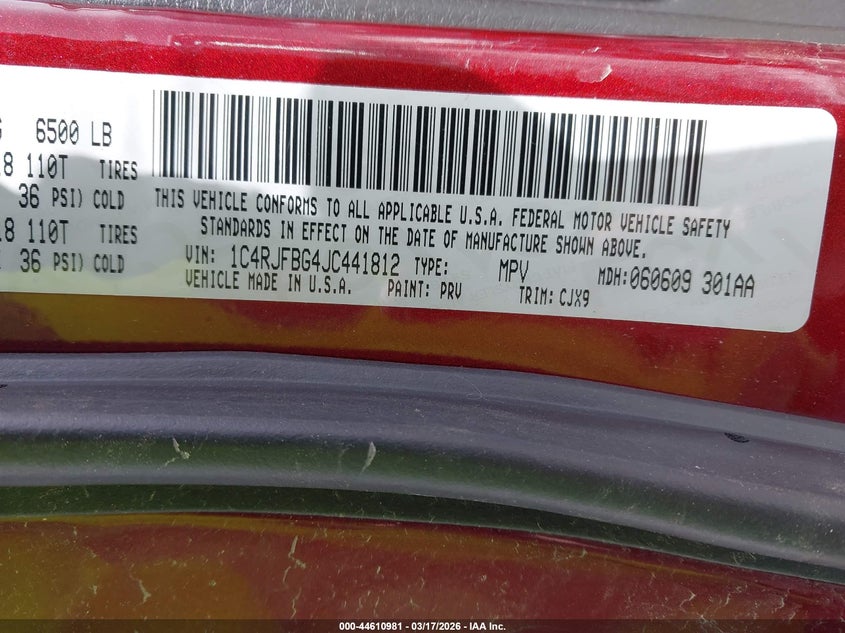 6500 LB
110T TIRES
36 PSI) COLD
110T TIRES
36 PSI) COLD
THIS VEHICLE CONFORMS TO ALL APPLICABLE U.S.A. FEDERAL MOTOR VEHICLE SAFETY
STANDARDS IN EFFECT ON THE DATE OF MANUFACTURE SHOWN ABOVE.
VIN: 1C4RJFBG4JC441812 TYPE: MPV MDH:060609 301AA
VEHICLE MADE IN U.S.A. PAINT: PRV TRIM: CJX9
000-44610981 - 03/17/2026 - IAA Inc.